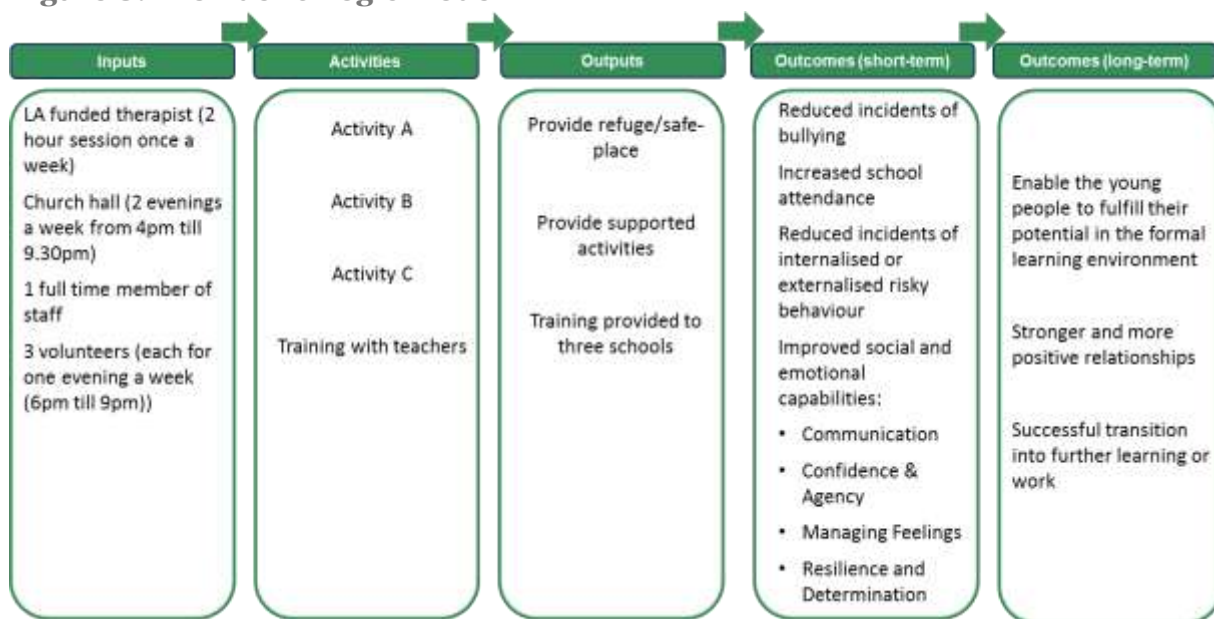 Inputs
LA funded therapist (2
hour session once a
week)
Church hall (2 evenings
a week from 4pm till
9.30pm)
1 full time member of
staff
3 volunteers (each for
one evening a week
(6pm till 9pm))
Activities
Activity A
Activity B
Activity C
Training with teachers
Outputs
Provide refuge/safe-
place
Provide supported
activities
Training provided to
three schools
Outcomes (short-term)
Reduced incidents of
bullying
Increased school
attendance
Reduced incidents of
internalised or
externalised risky
behaviour
Improved social and
emotional
capabilities:
• Communication
• Confidence &
Agency
• Managing Feelings
• Resilience and
Determination
Outcomes (long-term)
Enable the young
people to fulfill their
potential in the formal
learning environment
Stronger and more
positive relationships
Successful transition
into further learning or
work